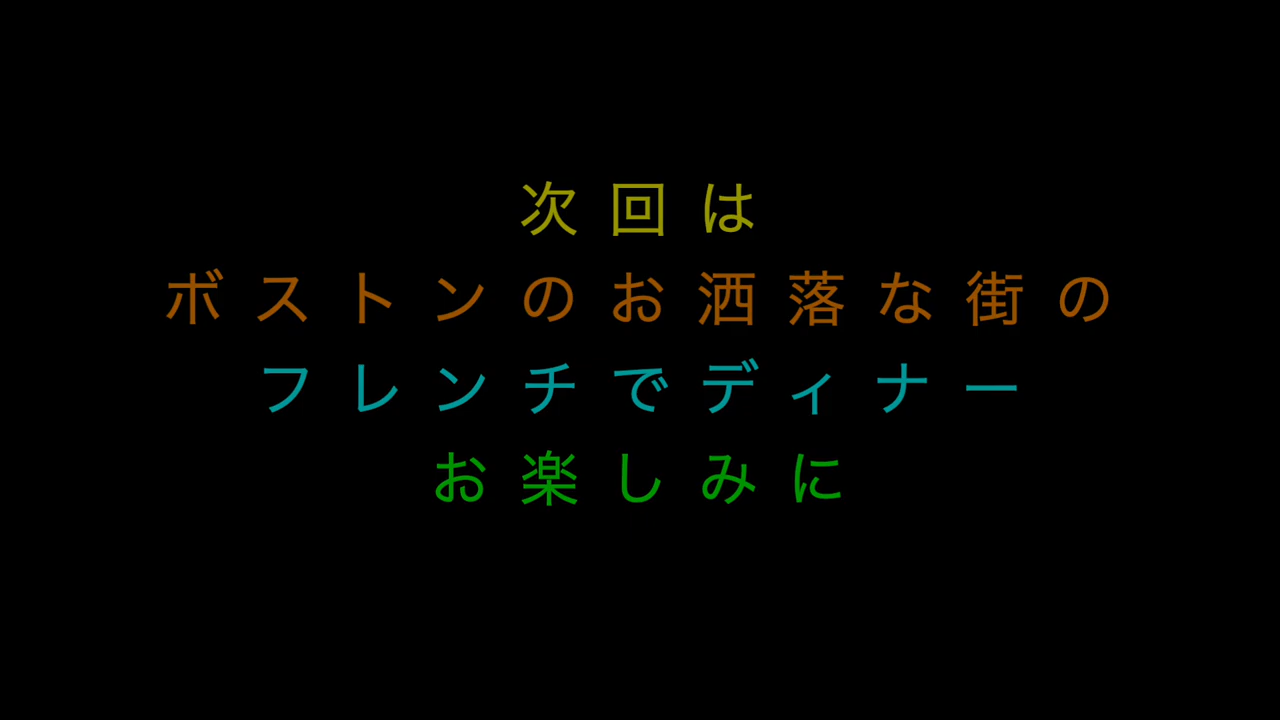 次回は
ボストンのお洒落な街の
フレンチでディナー
お楽しみに